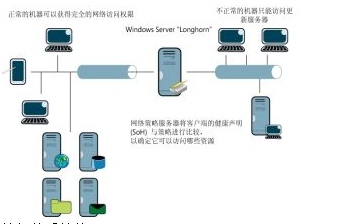 正常的机器可以获得完全的网络访问权限
不正常的机器只能访问更
新服务器
Windows Server "Longhorn"
网络策略服务器将客户端的健康声明
(SoH) 与策略进行比较，
以确定它可以访问哪些资源